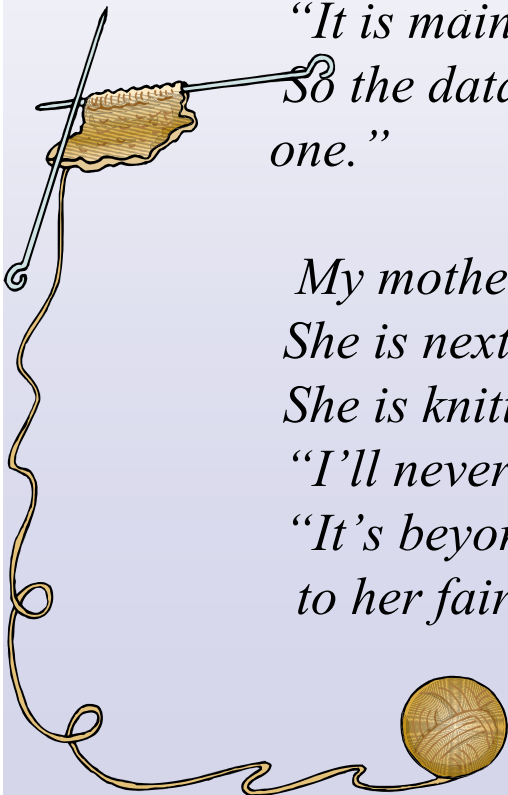 “It is main
So the data
one.”
My mothe
She is next
She is knitt
“I’ll never
“It’s beyon
to her fair